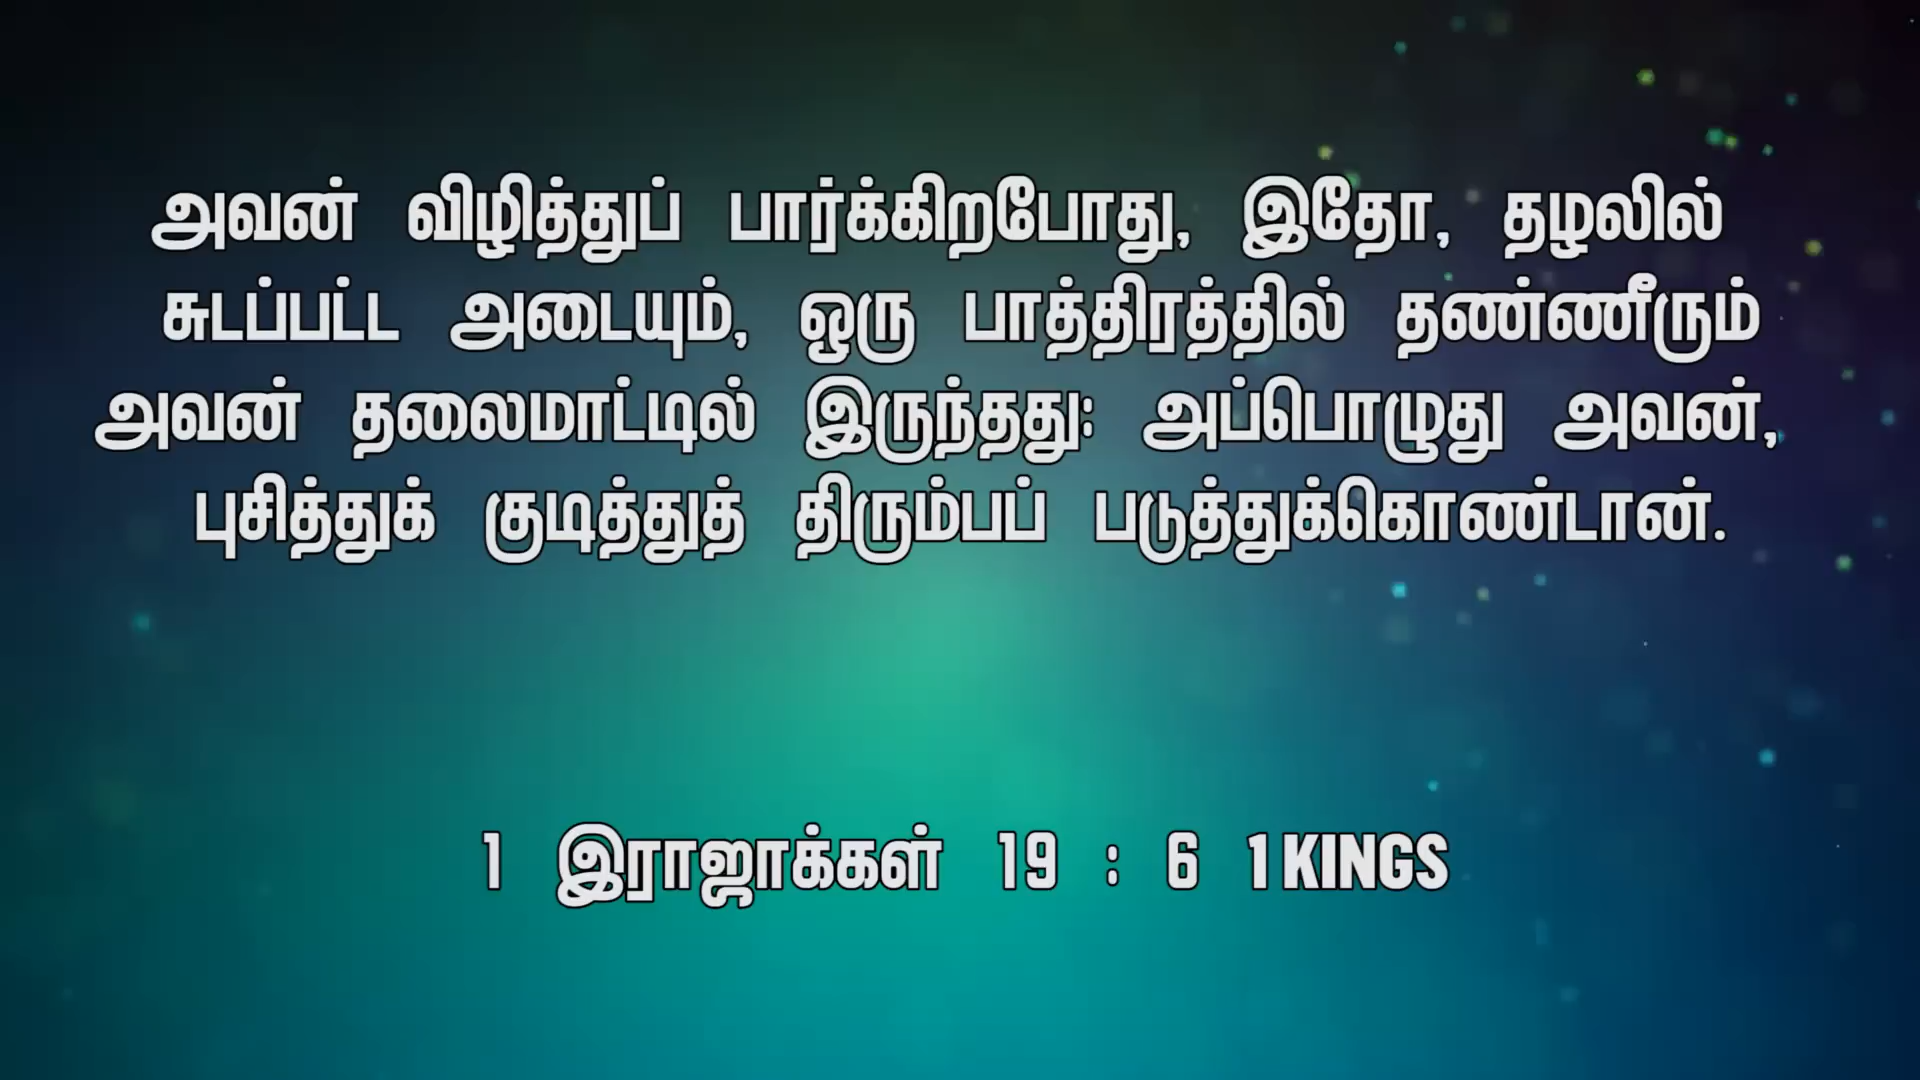 அவன் விழித்துப் பார்க்கிறபோது, இதோ, தழலில்
சுடப்பட்ட அடையும், ஒரு பாத்திரத்தில் தண்ணீரும்
அவன் தலைமாட்டில் இருந்தது: அப்பொழுது அவன்,
புசித்துக் குடித்துத் திரும்பப் படுத்துக்கொண்டான்.
1 இராஜாக்கள் 19 : 6 1 KINGS